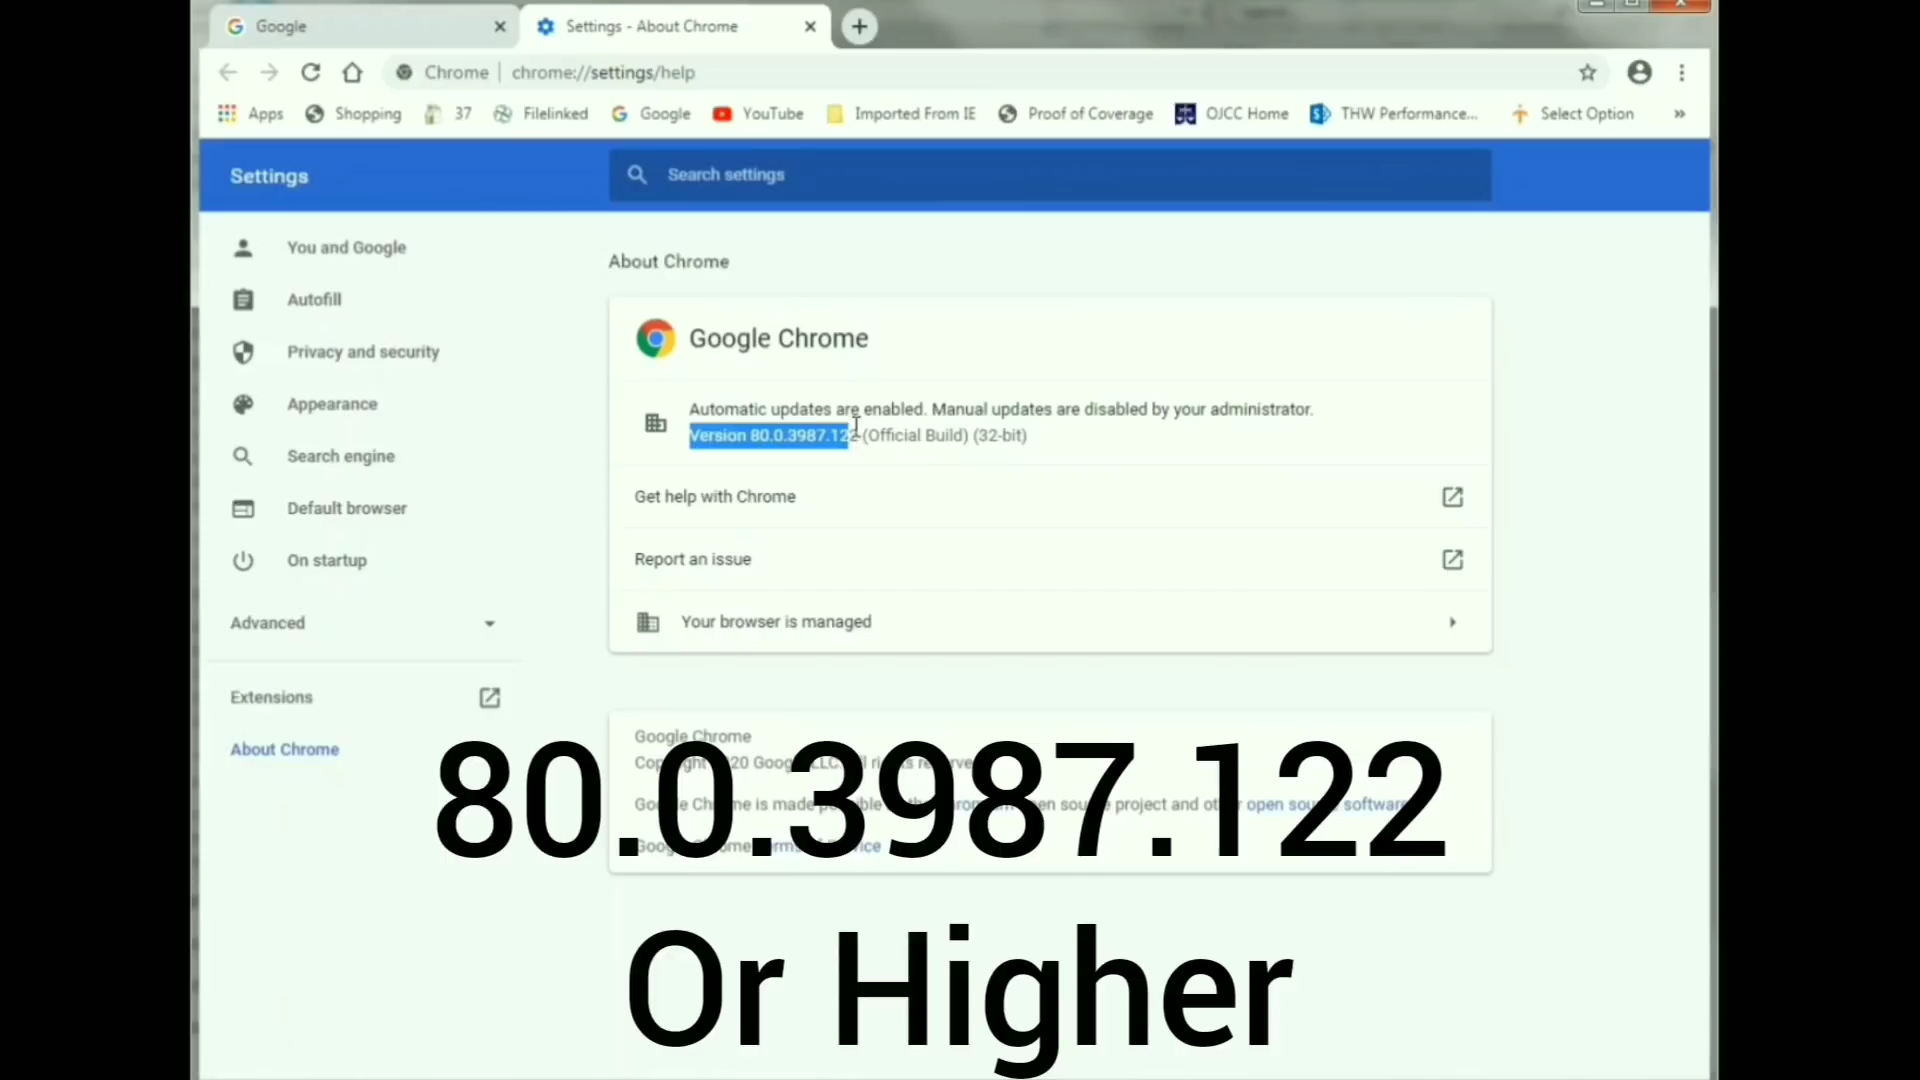 Google
Settings - About Chrome
Chrome | chrome://settings/help
Apps Shopping 37 Filelinked Google YouTube Imported From IE Proof of Coverage OJCC Home THW Performance... Select Option »
Settings
Search settings
You and Google
Autofill
Privacy and security
Appearance
Search engine
Default browser
On startup
Advanced
Extensions
About Chrome
About Chrome
Google Chrome
Automatic updates are enabled. Manual updates are disabled by your administrator.
Version 80.0.3987.122 (Official Build) (32-bit)
Get help with Chrome
Report an issue
Your browser is managed
Google Chrome
open source software
80.0.3987.122
Or Higher